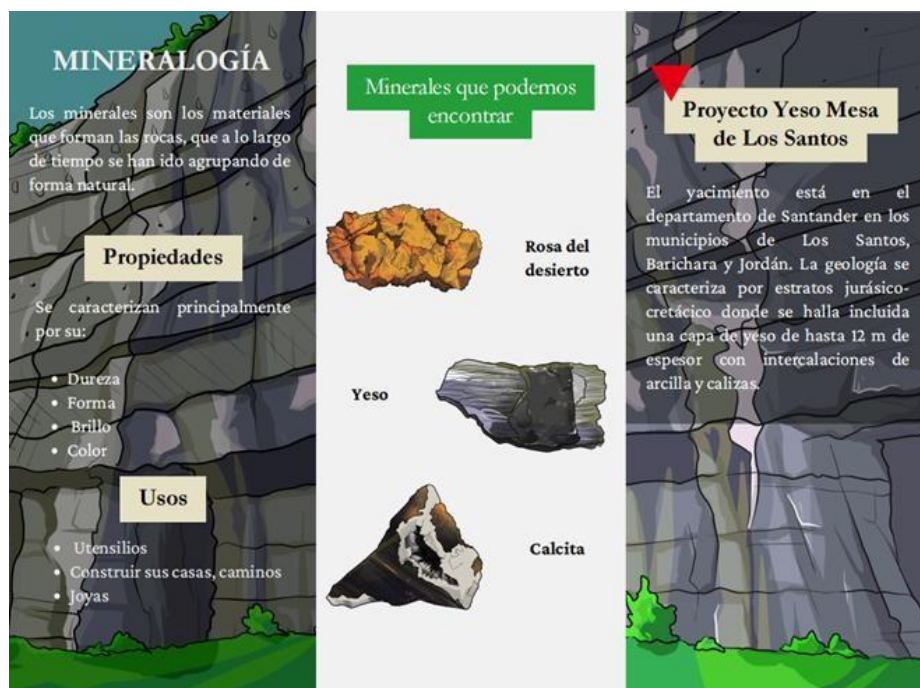 MINERALOGÍA
Los minerales son los materiales
que forman las rocas, que a lo largo
de tiempo se han ido agrupando de
forma natural.
Propiedades
Se caracterizan principalmente
por su:
• Dureza
• Forma
• Brillo
• Color
Usos
• Utensilios
• Construir sus casas, caminos
• Joyas
Minerales que podemos
encontrar
Rosa del
desierto
Yeso
Calcita
Proyecto Yeso Mesa
de Los Santos
El yacimiento está en el
departamento de Santander en los
municipios de Los Santos,
Barichara y Jordán. La geología se
caracteriza por estratos jurásico-
cretácico donde se halla incluida
una capa de yeso de hasta 12 m de
espesor con intercalaciones de
arcilla y calizas.